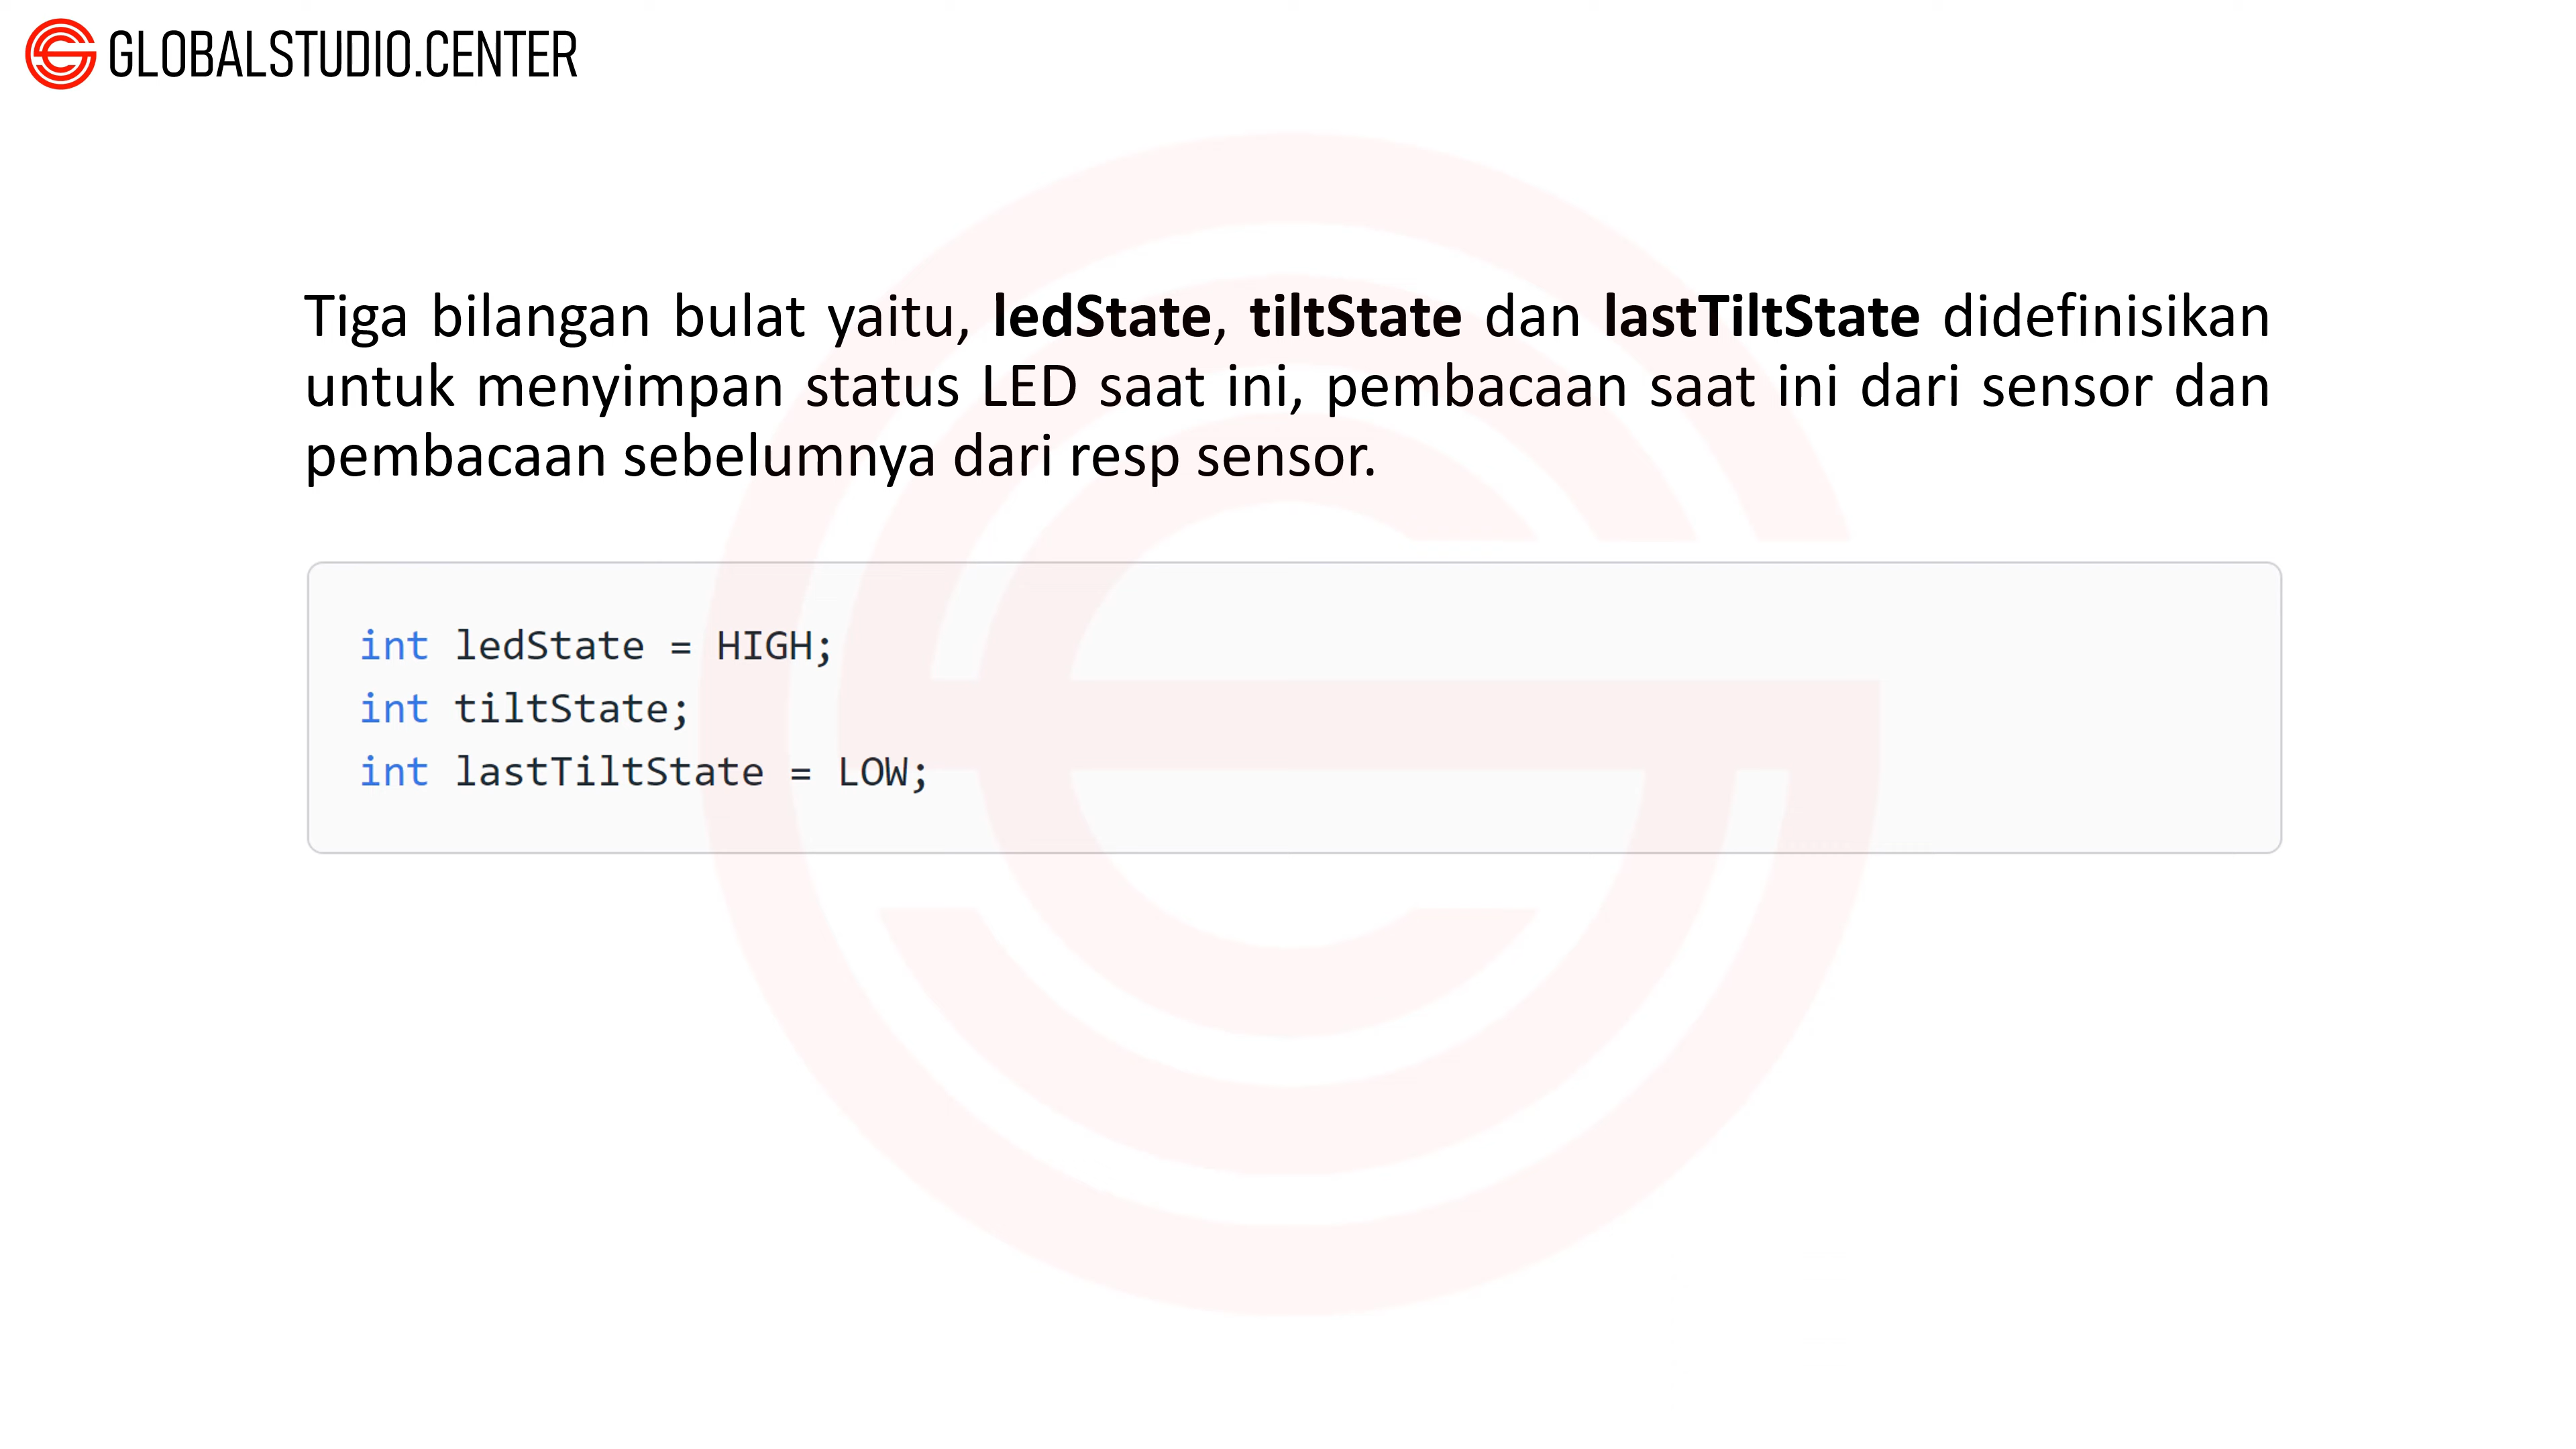 GLOBALSTUDIO.CENTER
Tiga bilangan bulat yaitu, ledState, tiltState dan lastTiltState didefinisikan
untuk menyimpan status LED saat ini, pembacaan saat ini dari sensor dan
pembacaan sebelumnya dari resp sensor.
int ledState = HIGH;
int tiltState;
int lastTiltState = LOW;